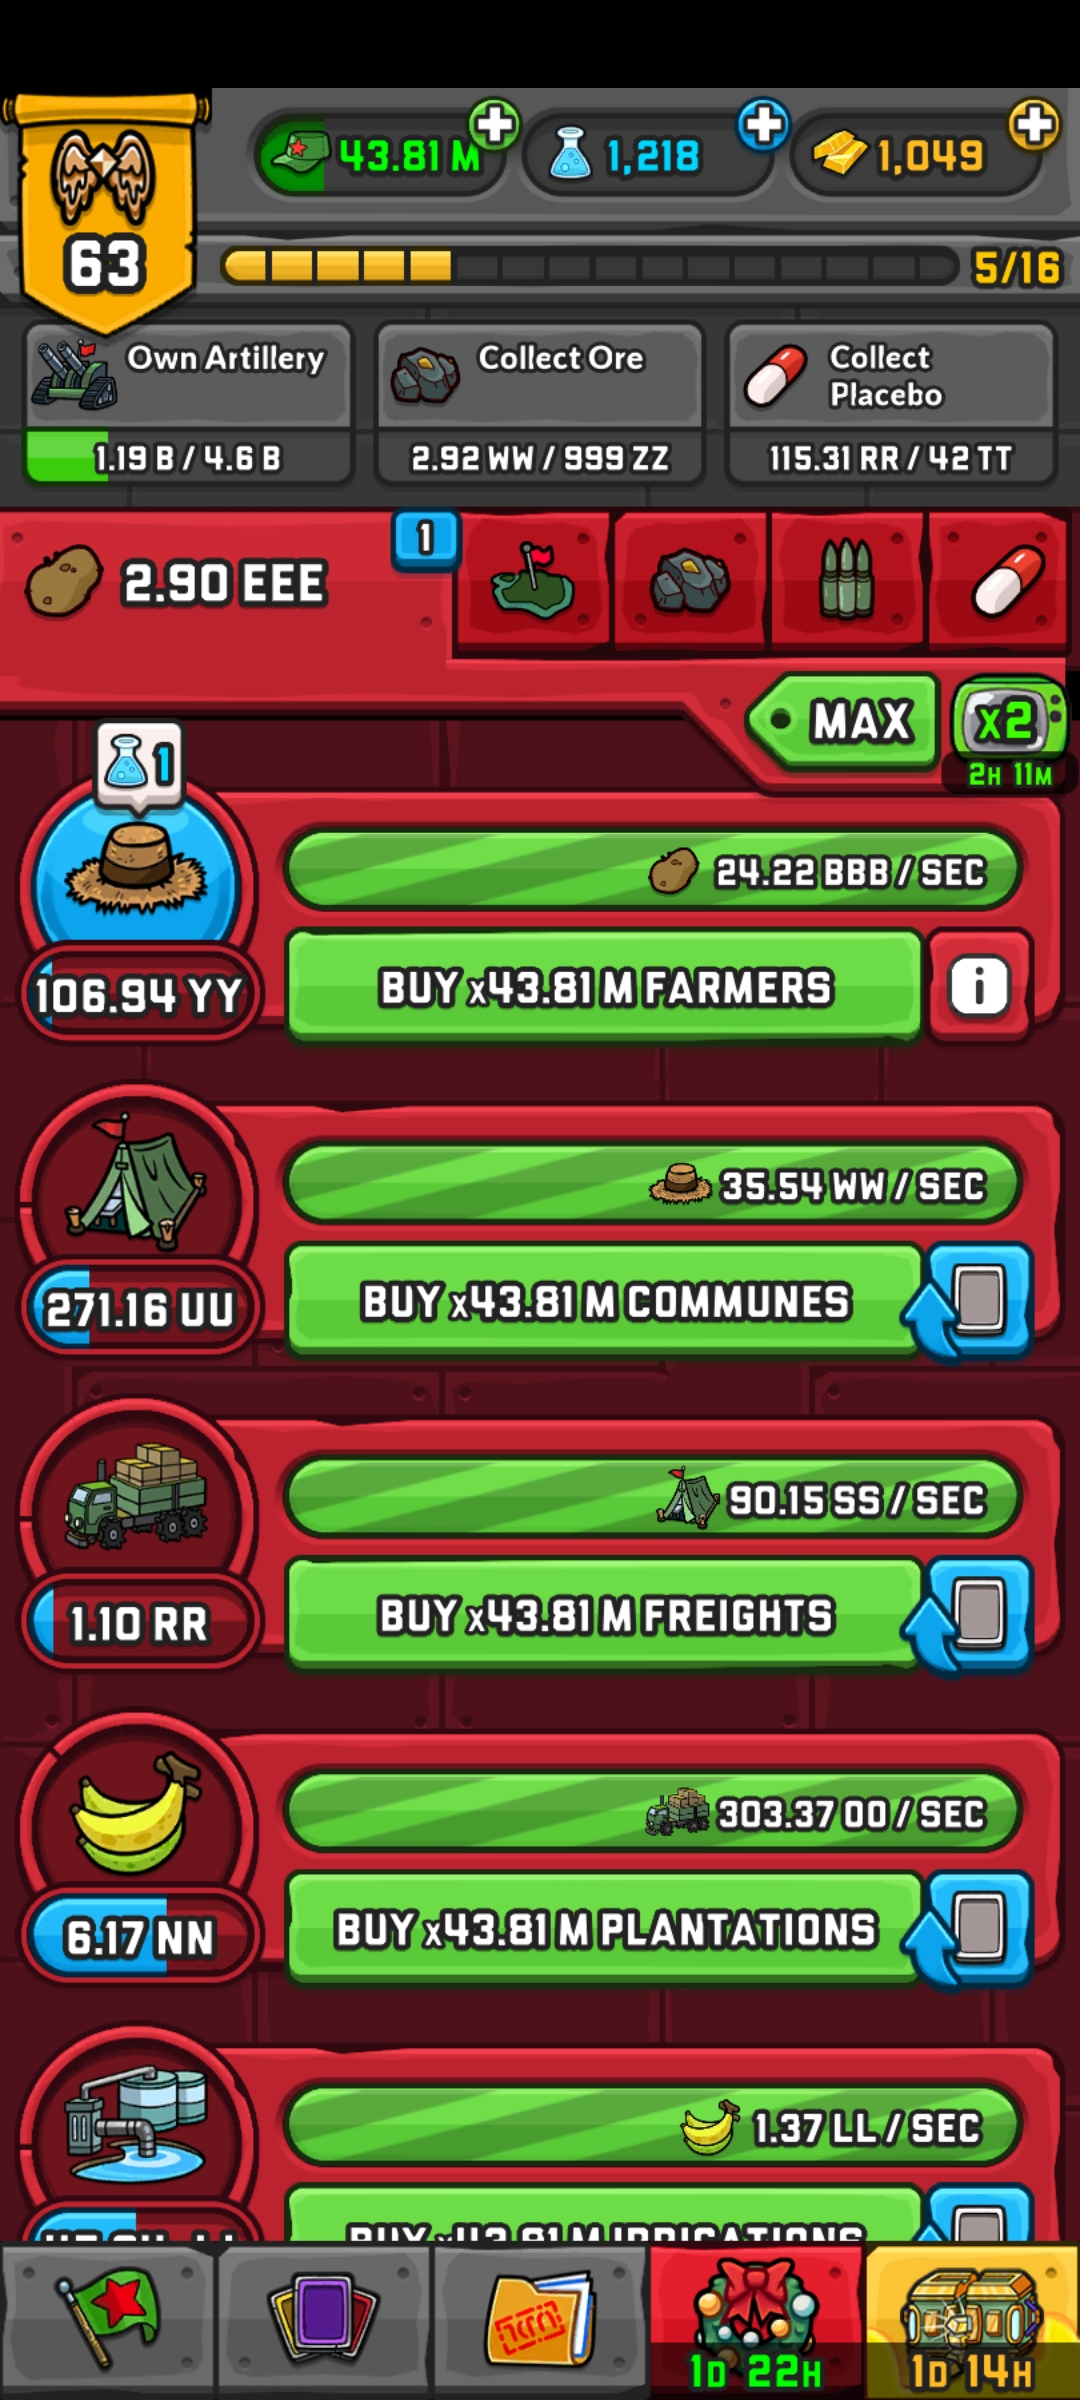 43.81 M
1,218
1,049
63
5/16
Own Artillery
1.19 B / 4.6 B
Collect Ore
2.92 WW / 999 ZZ
Collect
Placebo
115.31 RR / 42 TT
2.90 EEE
1
MAX
x2
2H 11M
1
24.22 BBB / SEC
106.94 YY
BUY x43.81 M FARMERS
i
35.54 WW / SEC
271.16 UU
BUY x43.81 M COMMUNES
90.15 SS / SEC
1.10 RR
BUY x43.81 M FREIGHTS
303.37 OO / SEC
6.17 NN
BUY x43.81 M PLANTATIONS
1.37 LL / SEC
BUY x43.81 M IRRIGATIONS
1D 22H
1D 14H